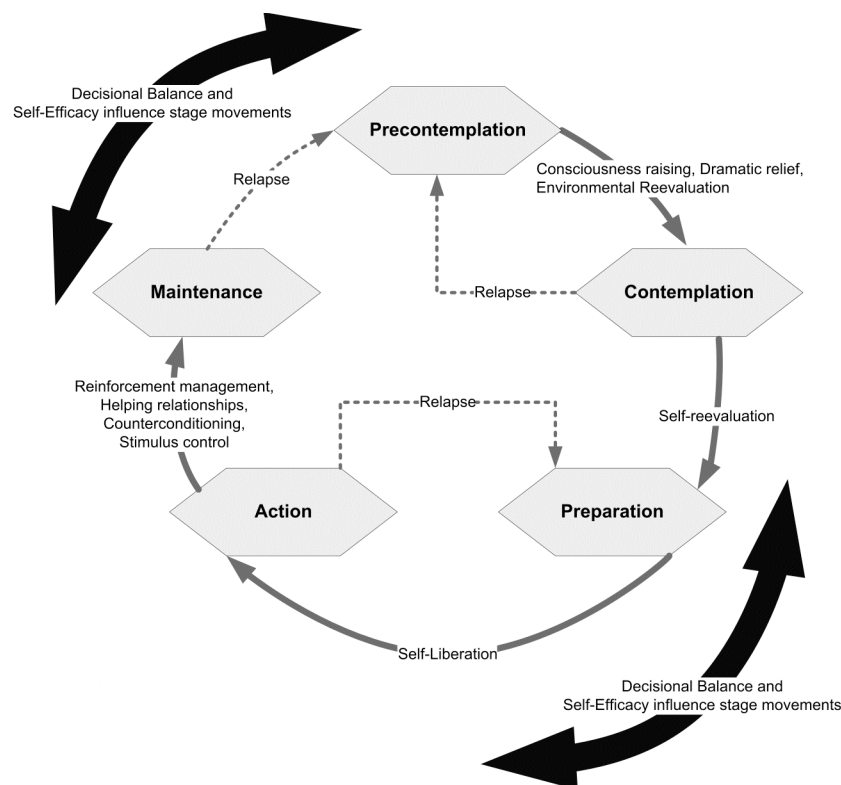 Decisional Balance and
Self-Efficacy influence stage movements
Precontemplation
Relapse
Consciousness raising, Dramatic relief,
Environmental Reevaluation
Maintenance
Relapse
Contemplation
Reinforcement management,
Helping relationships,
Counterconditioning,
Stimulus control
Relapse
Self-reevaluation
Action
Preparation
Self-Liberation
Decisional Balance and
Self-Efficacy influence stage movements